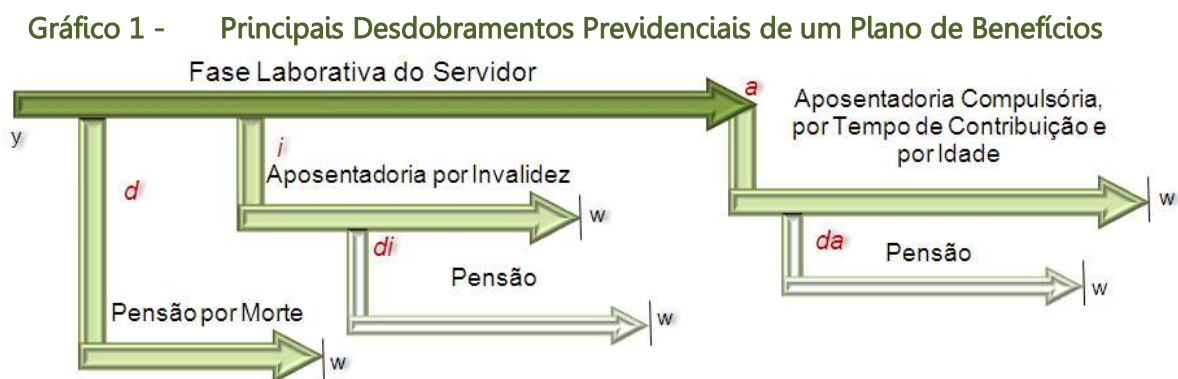 Gráfico 1 - Principais Desdobramentos Previdenciais de um Plano de Benefícios
Fase Laborativa do Servidor
a
Aposentadoria Compulsória,
por Tempo de Contribuição e
por Idade
y
i
d
Aposentadoria por Invalidez
w
w
di
da
Pensão
Pensão
w
Pensão por Morte
w
w